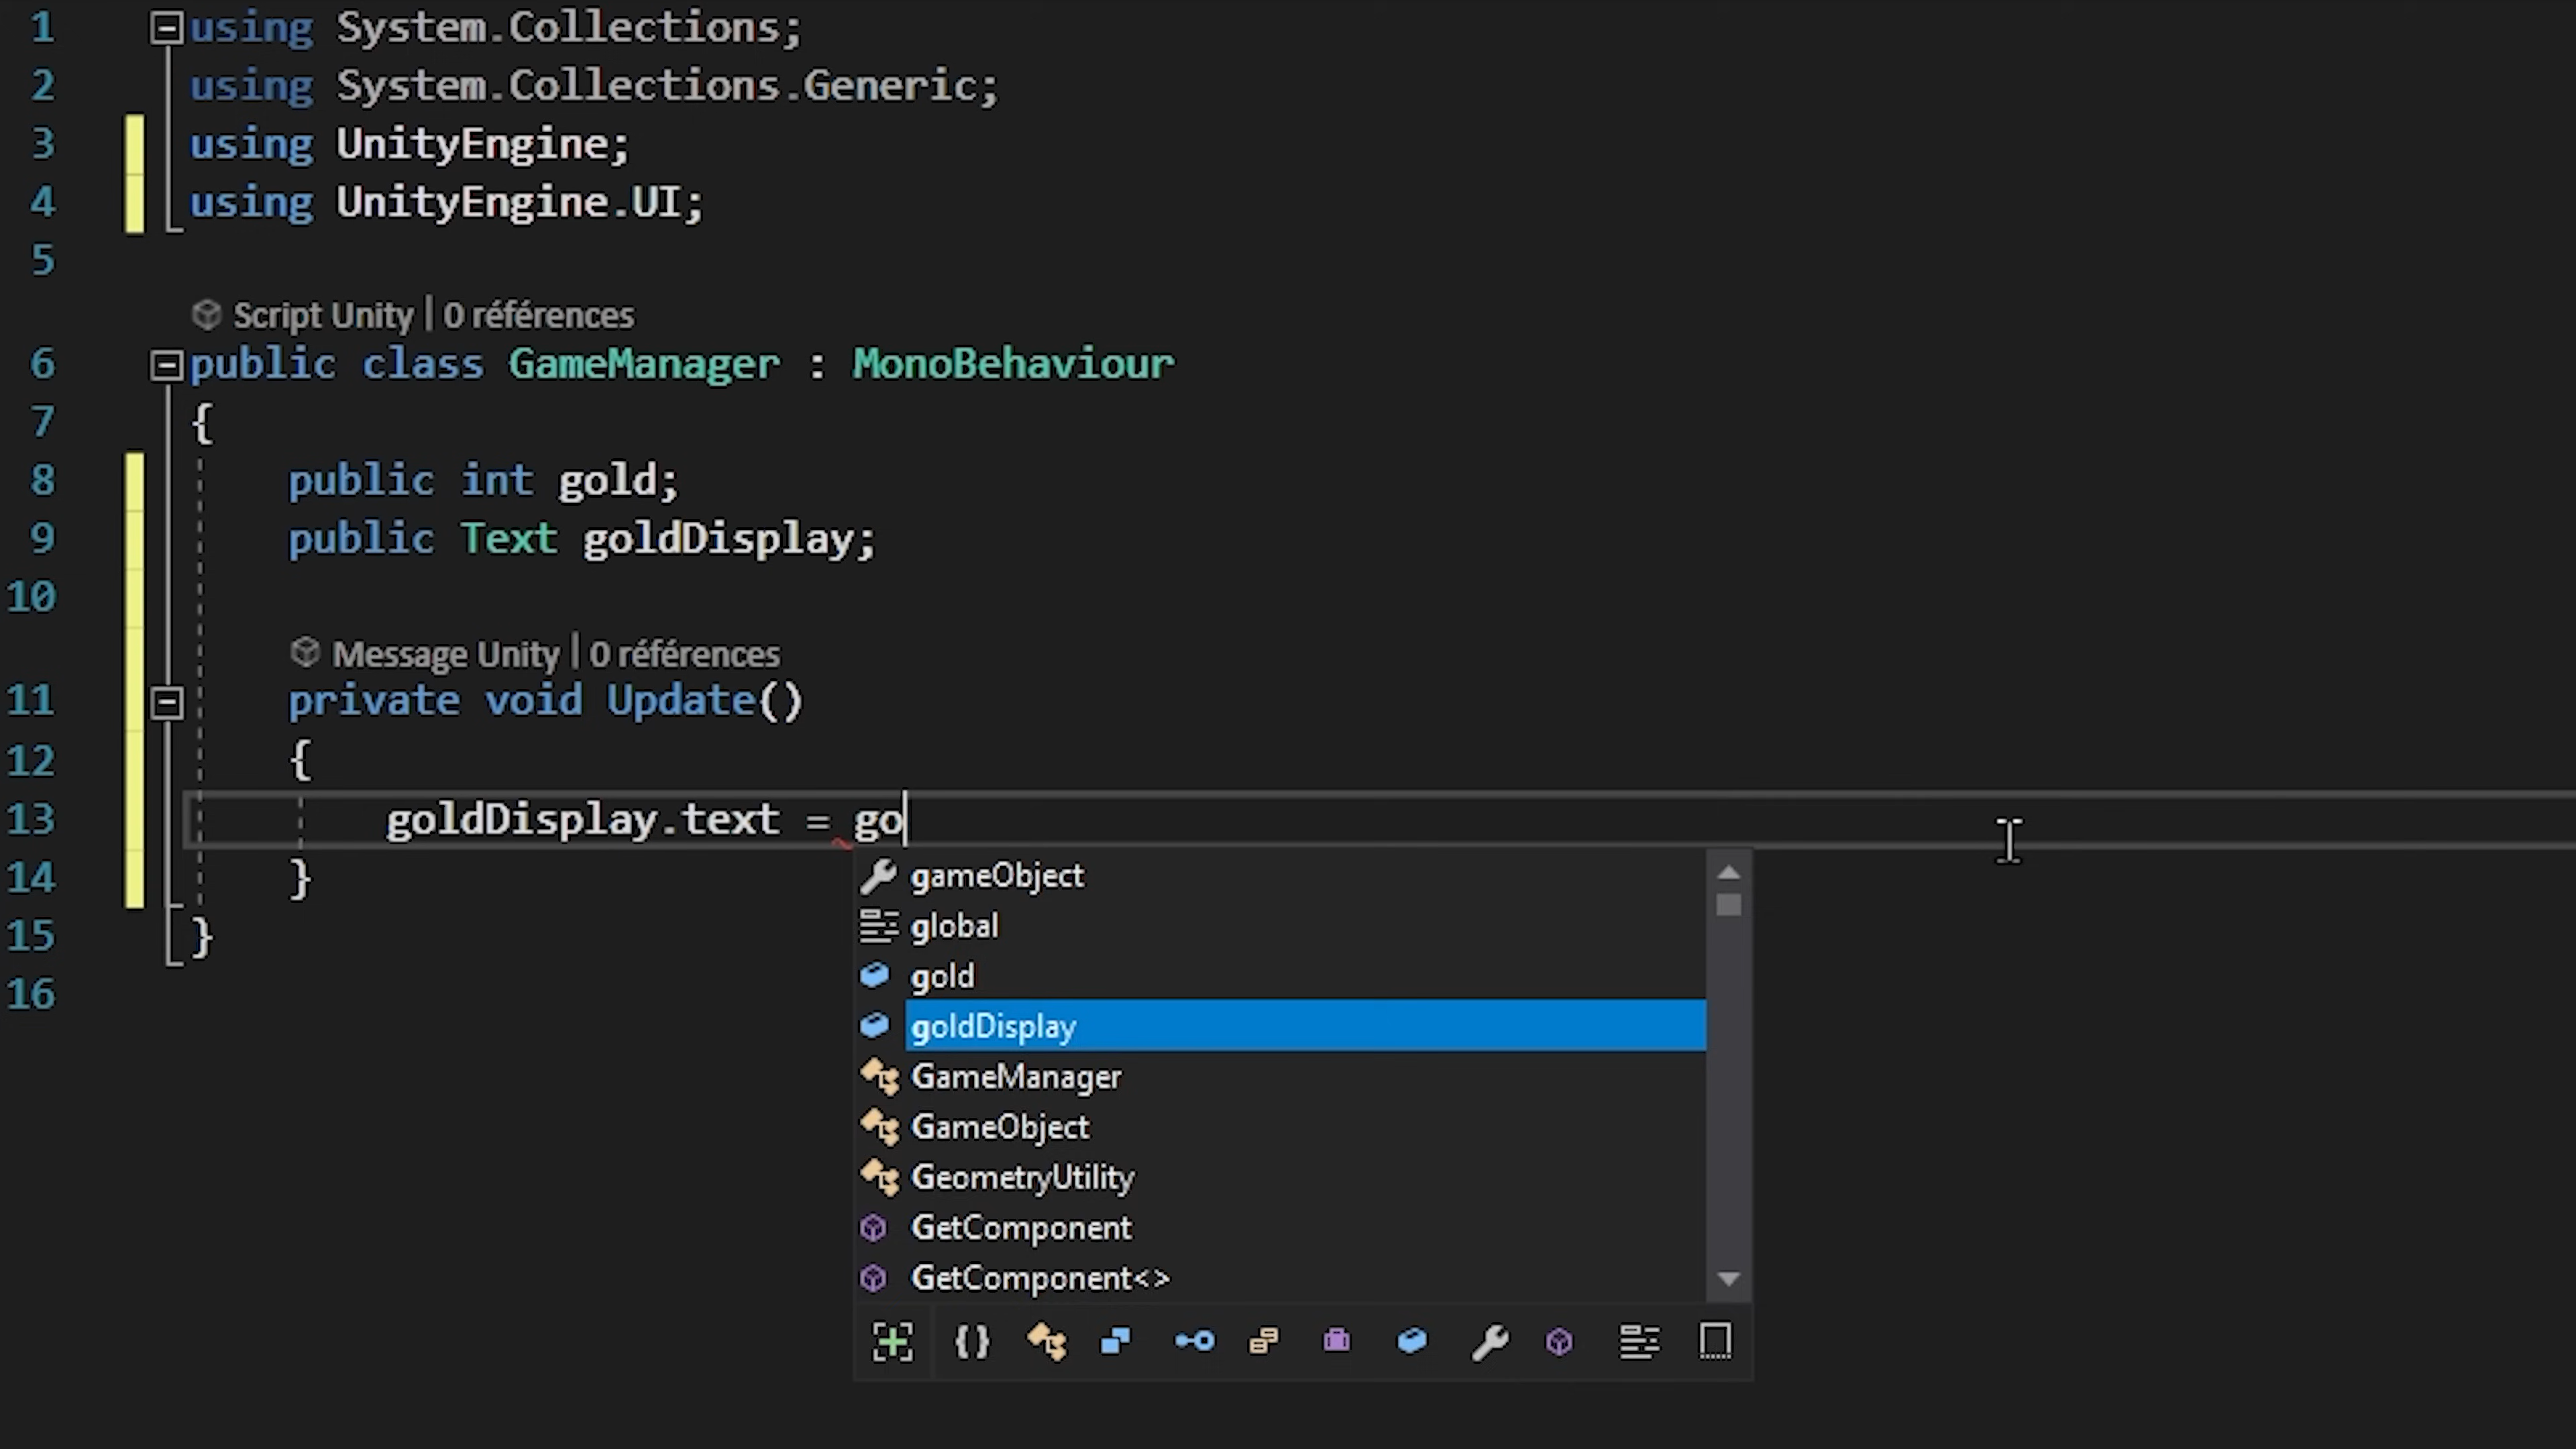 1 using System.Collections;
2 using System.Collections.Generic;
3 using UnityEngine;
4 using UnityEngine.UI;
5
Script Unity | 0 références
6 public class GameManager : MonoBehaviour
7 {
8 public int gold;
9 public Text goldDisplay;
10
Message Unity | 0 références
11 private void Update()
12 {
13 goldDisplay.text = go
14 }
15 }
16
gameObject
global
gold
goldDisplay
GameManager
GameObject
GeometryUtility
GetComponent
GetComponent<>